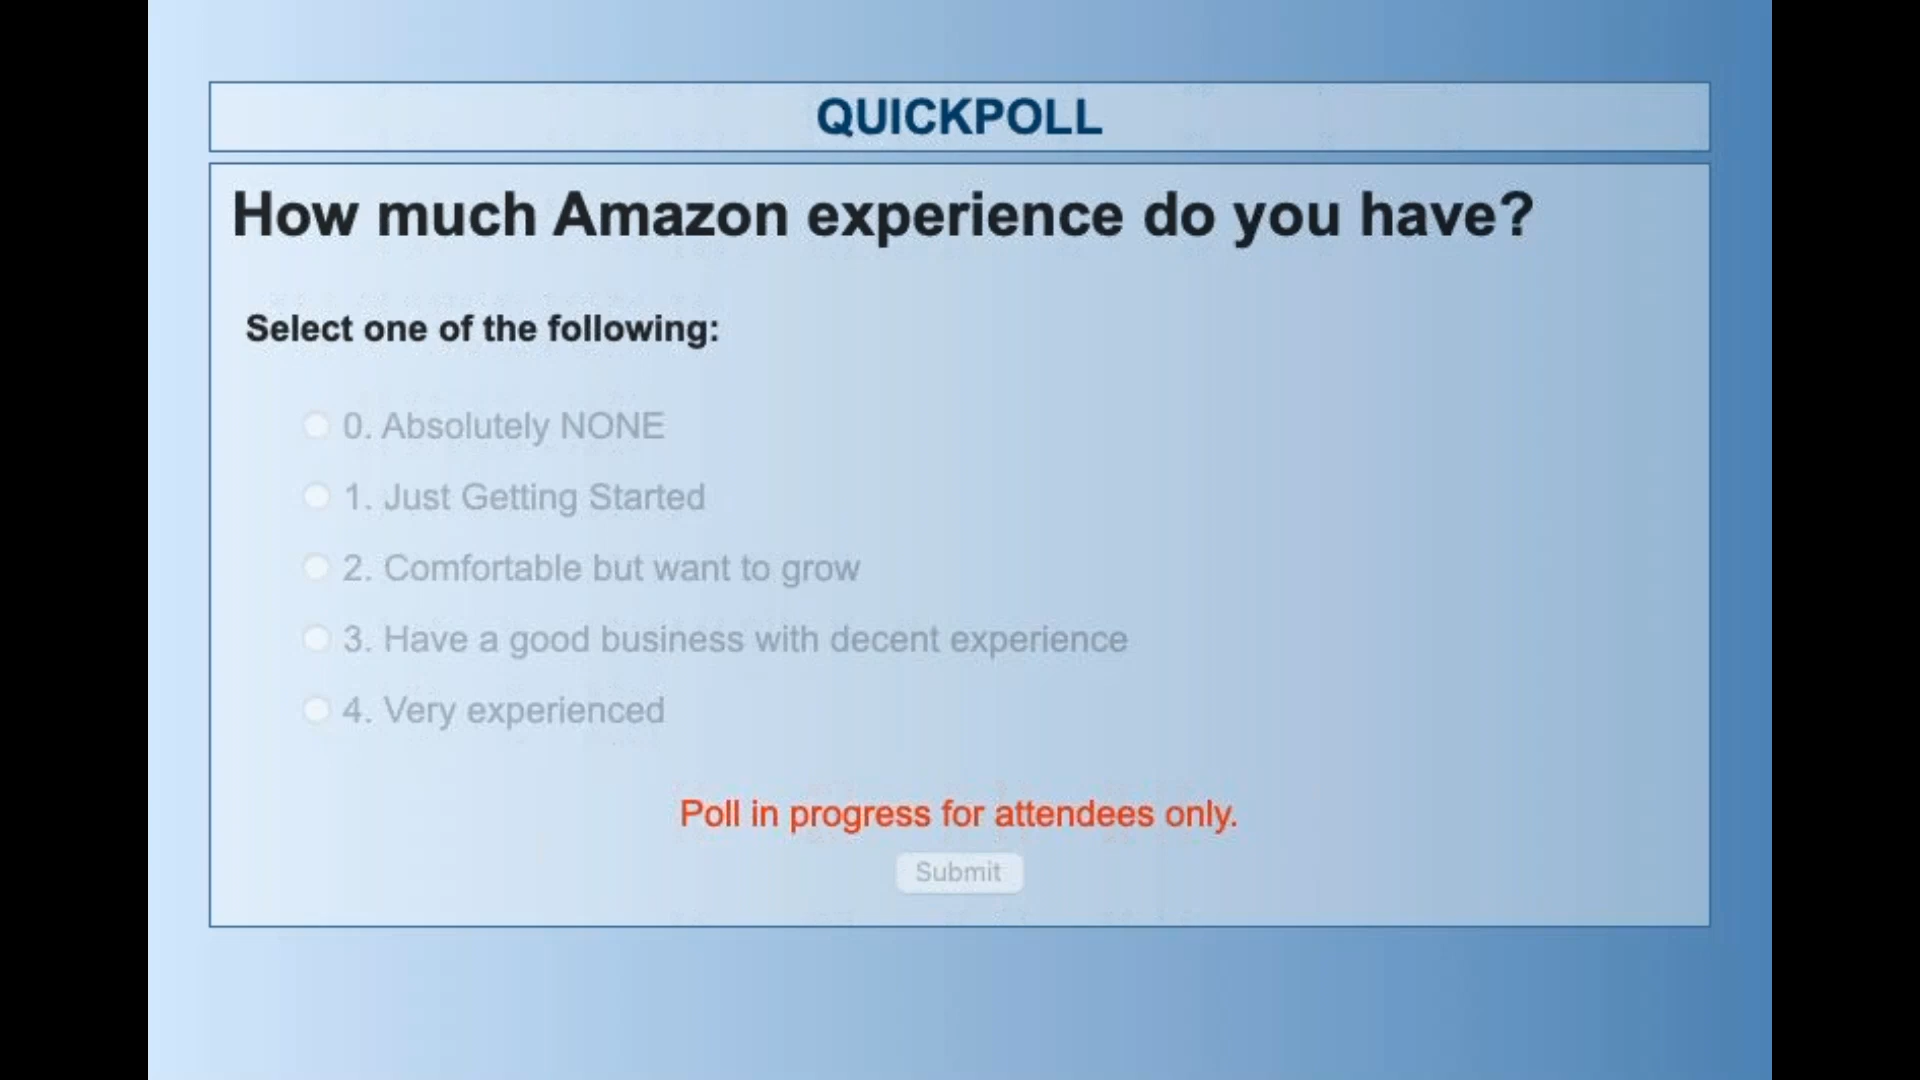 QUICKPOLL
How much Amazon experience do you have?
Select one of the following:
0. Absolutely NONE
1. Just Getting Started
2. Comfortable but want to grow
3. Have a good business with decent experience
4. Very experienced
Poll in progress for attendees only.
Submit